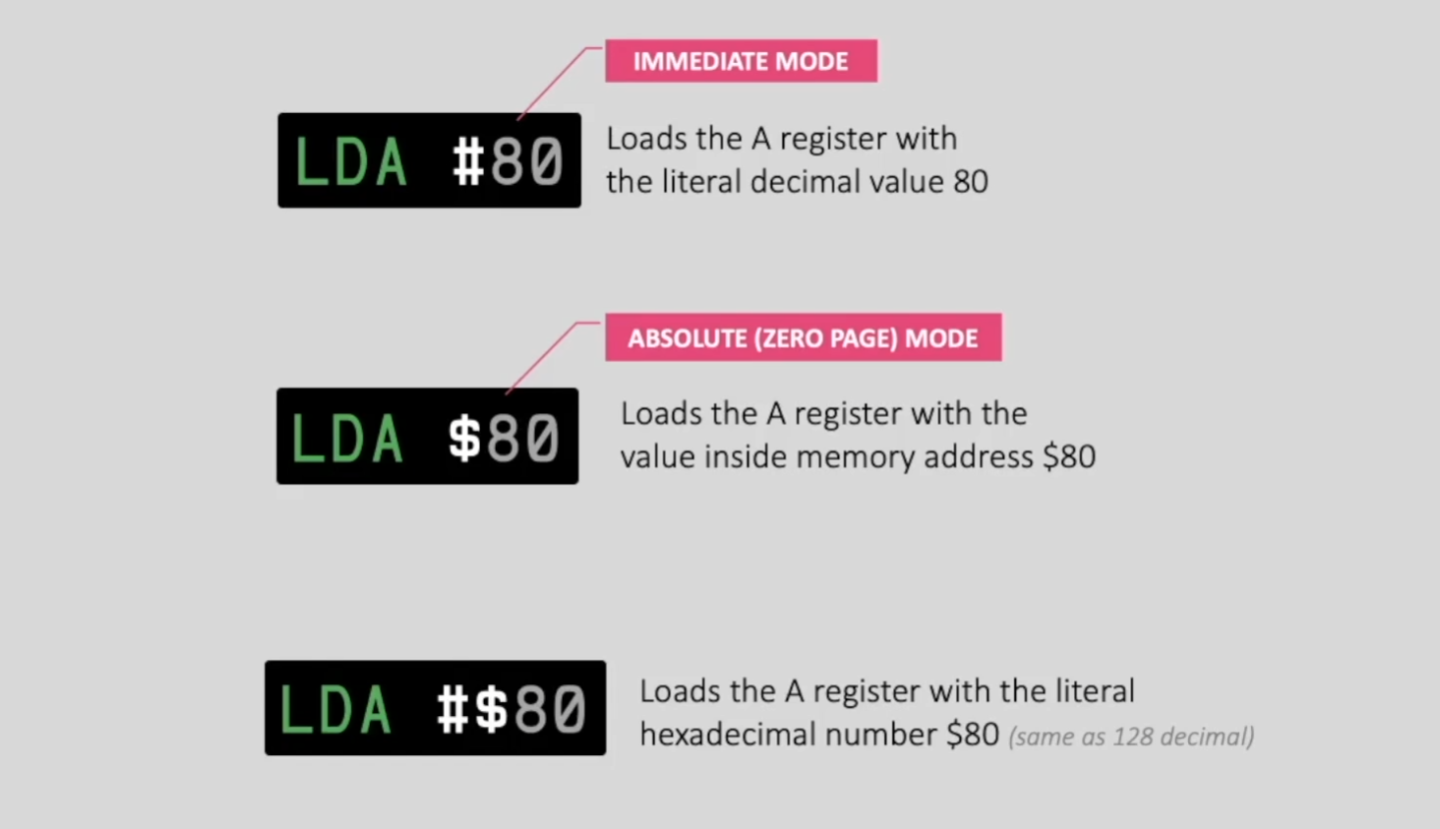 IMMEDIATE MODE
LDA #80
Loads the A register with
the literal decimal value 80
ABSOLUTE (ZERO PAGE) MODE
LDA $80
Loads the A register with the
value inside memory address $80
LDA #$80
Loads the A register with the literal
hexadecimal number $80 (same as 128 decimal)